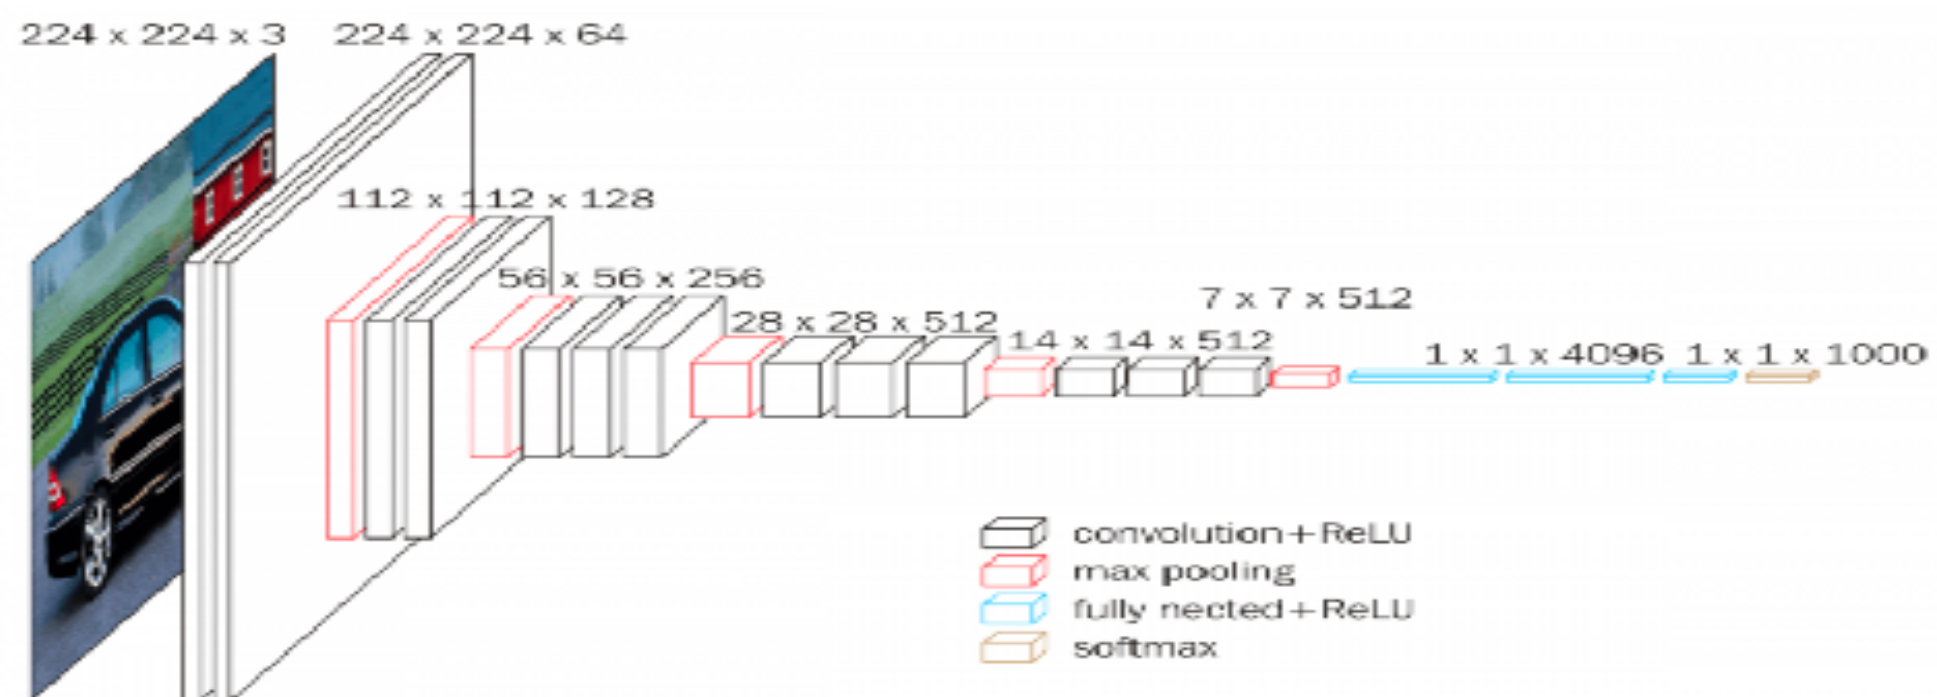 224 x 224 x 3
224 x 224 x 64
112 x 112 x 128
56 x 56 x 256
28 x 28 x 512
14 x 14 x 512
7 x 7 x 512
1 x 1 x 4096
1 x 1 x 1000
convolution+ReLU
max pooling
fully nected+ReLU
softmax